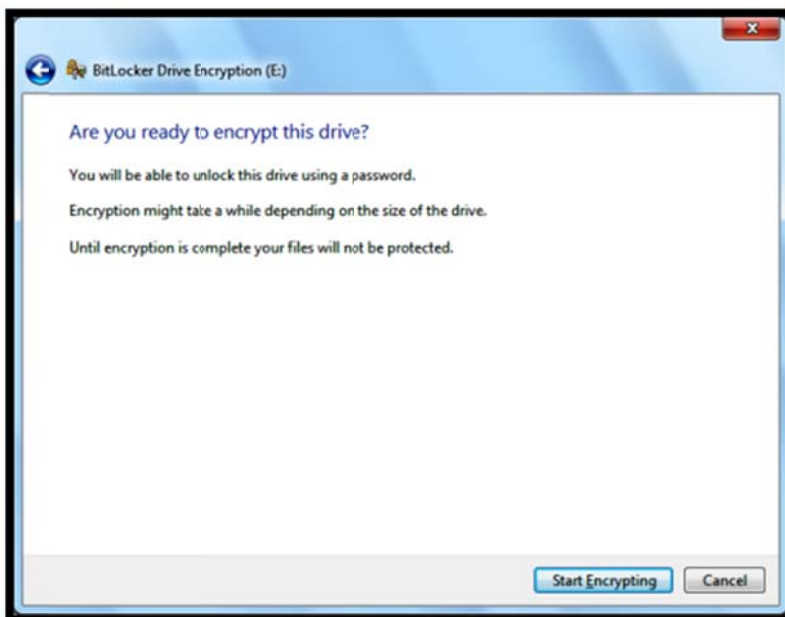 BitLocker Drive Encryption (E:)
Are you ready to encrypt this drive?
You will be able to unlock this drive using a password.
Encryption might take a while depending on the size of the drive.
Until encryption is complete your files will not be protected.
Start Encrypting Cancel